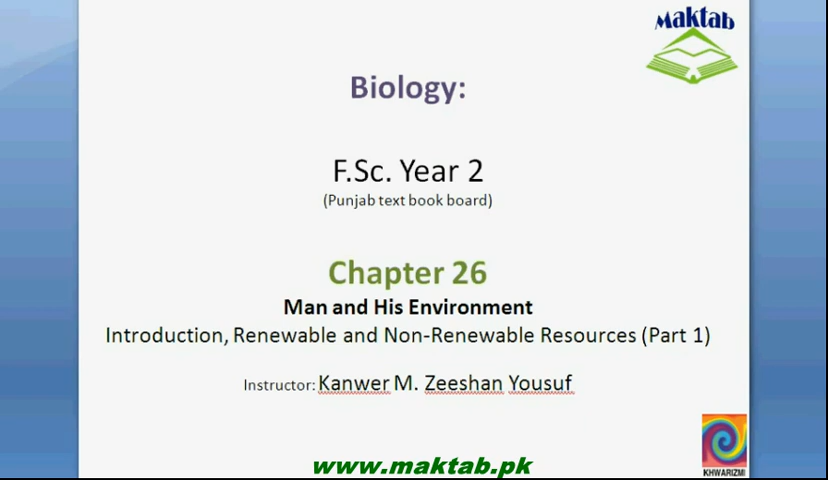 Maktab
Biology:
F.Sc. Year 2
(Punjab text book board)
Chapter 26
Man and His Environment
Introduction, Renewable and Non-Renewable Resources (Part 1)
Instructor: Kanwer M. Zeeshan Yousuf
www.maktab.pk
KHWARIZMI